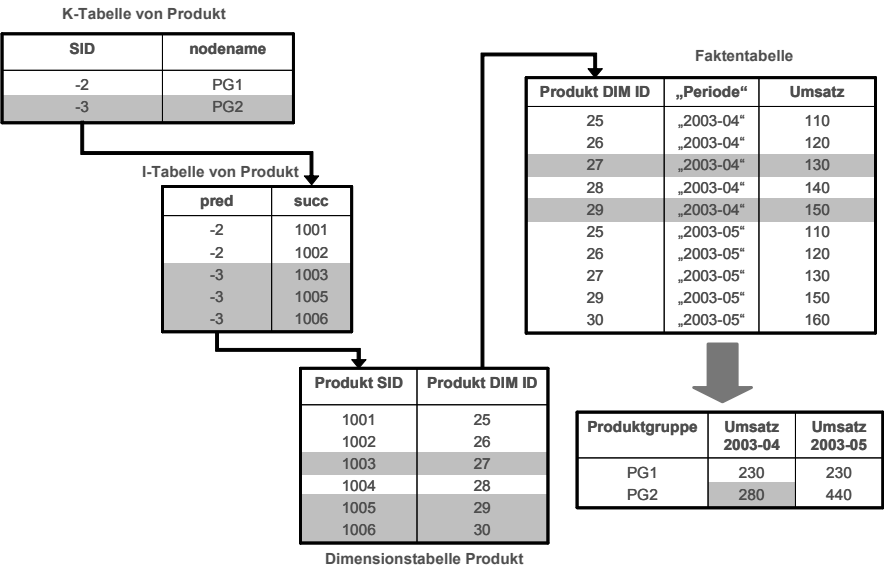 K-Tabelle von Produkt
SID nodename
-2 PG1
-3 PG2
I-Tabelle von Produkt
pred succ
-2 1001
-2 1002
-3 1003
-3 1005
-3 1006
Produkt SID Produkt DIM ID
1001 25
1002 26
1003 27
1004 28
1005 29
1006 30
Dimensionstabelle Produkt
Faktentabelle
Produkt DIM ID „Periode“ Umsatz
25 „2003-04“ 110
26 „2003-04“ 120
27 „2003-04“ 130
28 „2003-04“ 140
29 „2003-04“ 150
25 „2003-05“ 110
26 „2003-05“ 120
27 „2003-05“ 130
29 „2003-05“ 150
30 „2003-05“ 160
Produktgruppe Umsatz Umsatz
2003-04 2003-05
PG1 230 230
PG2 280 440